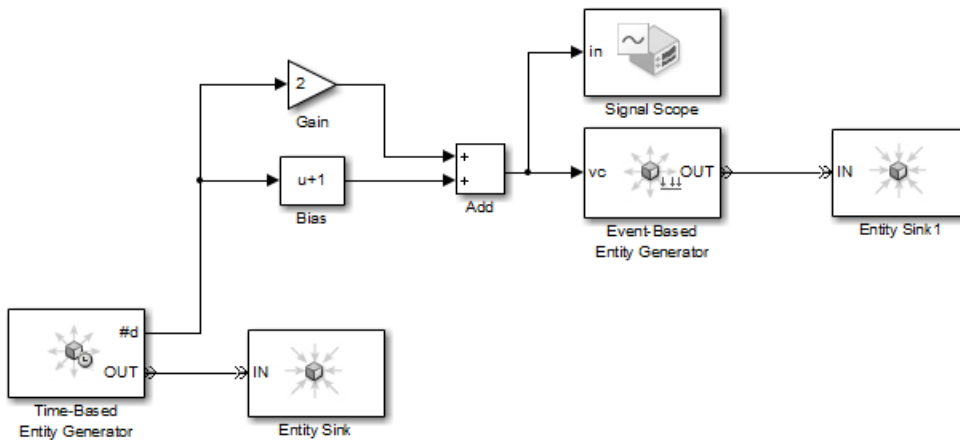 in
Signal Scope
2
Gain
+
+
Add
u+1
Bias
vc
OUT
Event-Based
Entity Generator
IN
Entity Sink1
#d
OUT
Time-Based
Entity Generator
IN
Entity Sink